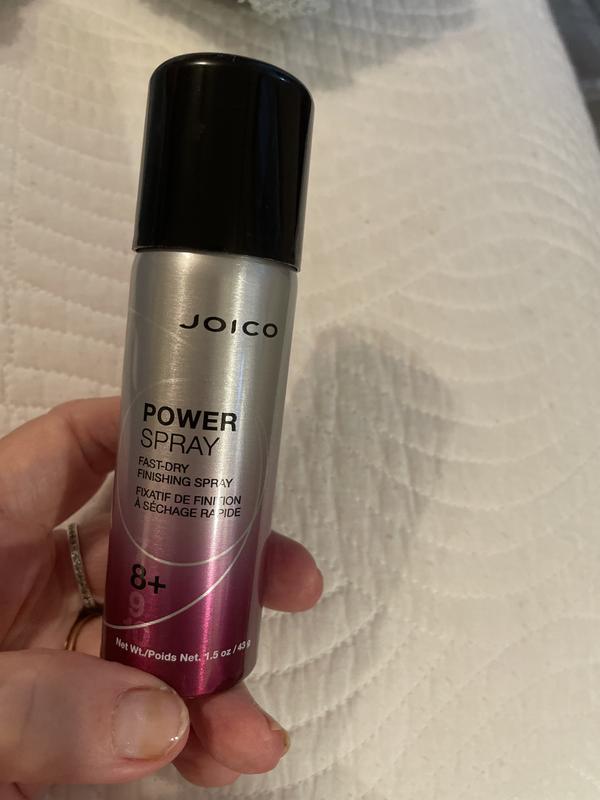 JOICO
POWER
SPRAY
FAST-DRY
FINISHING SPRAY
FIXATIF DE FINITION
À SÉCHAGE RAPIDE
8+
9
Net Wt./Poids Net. 1.5 oz / 43 g